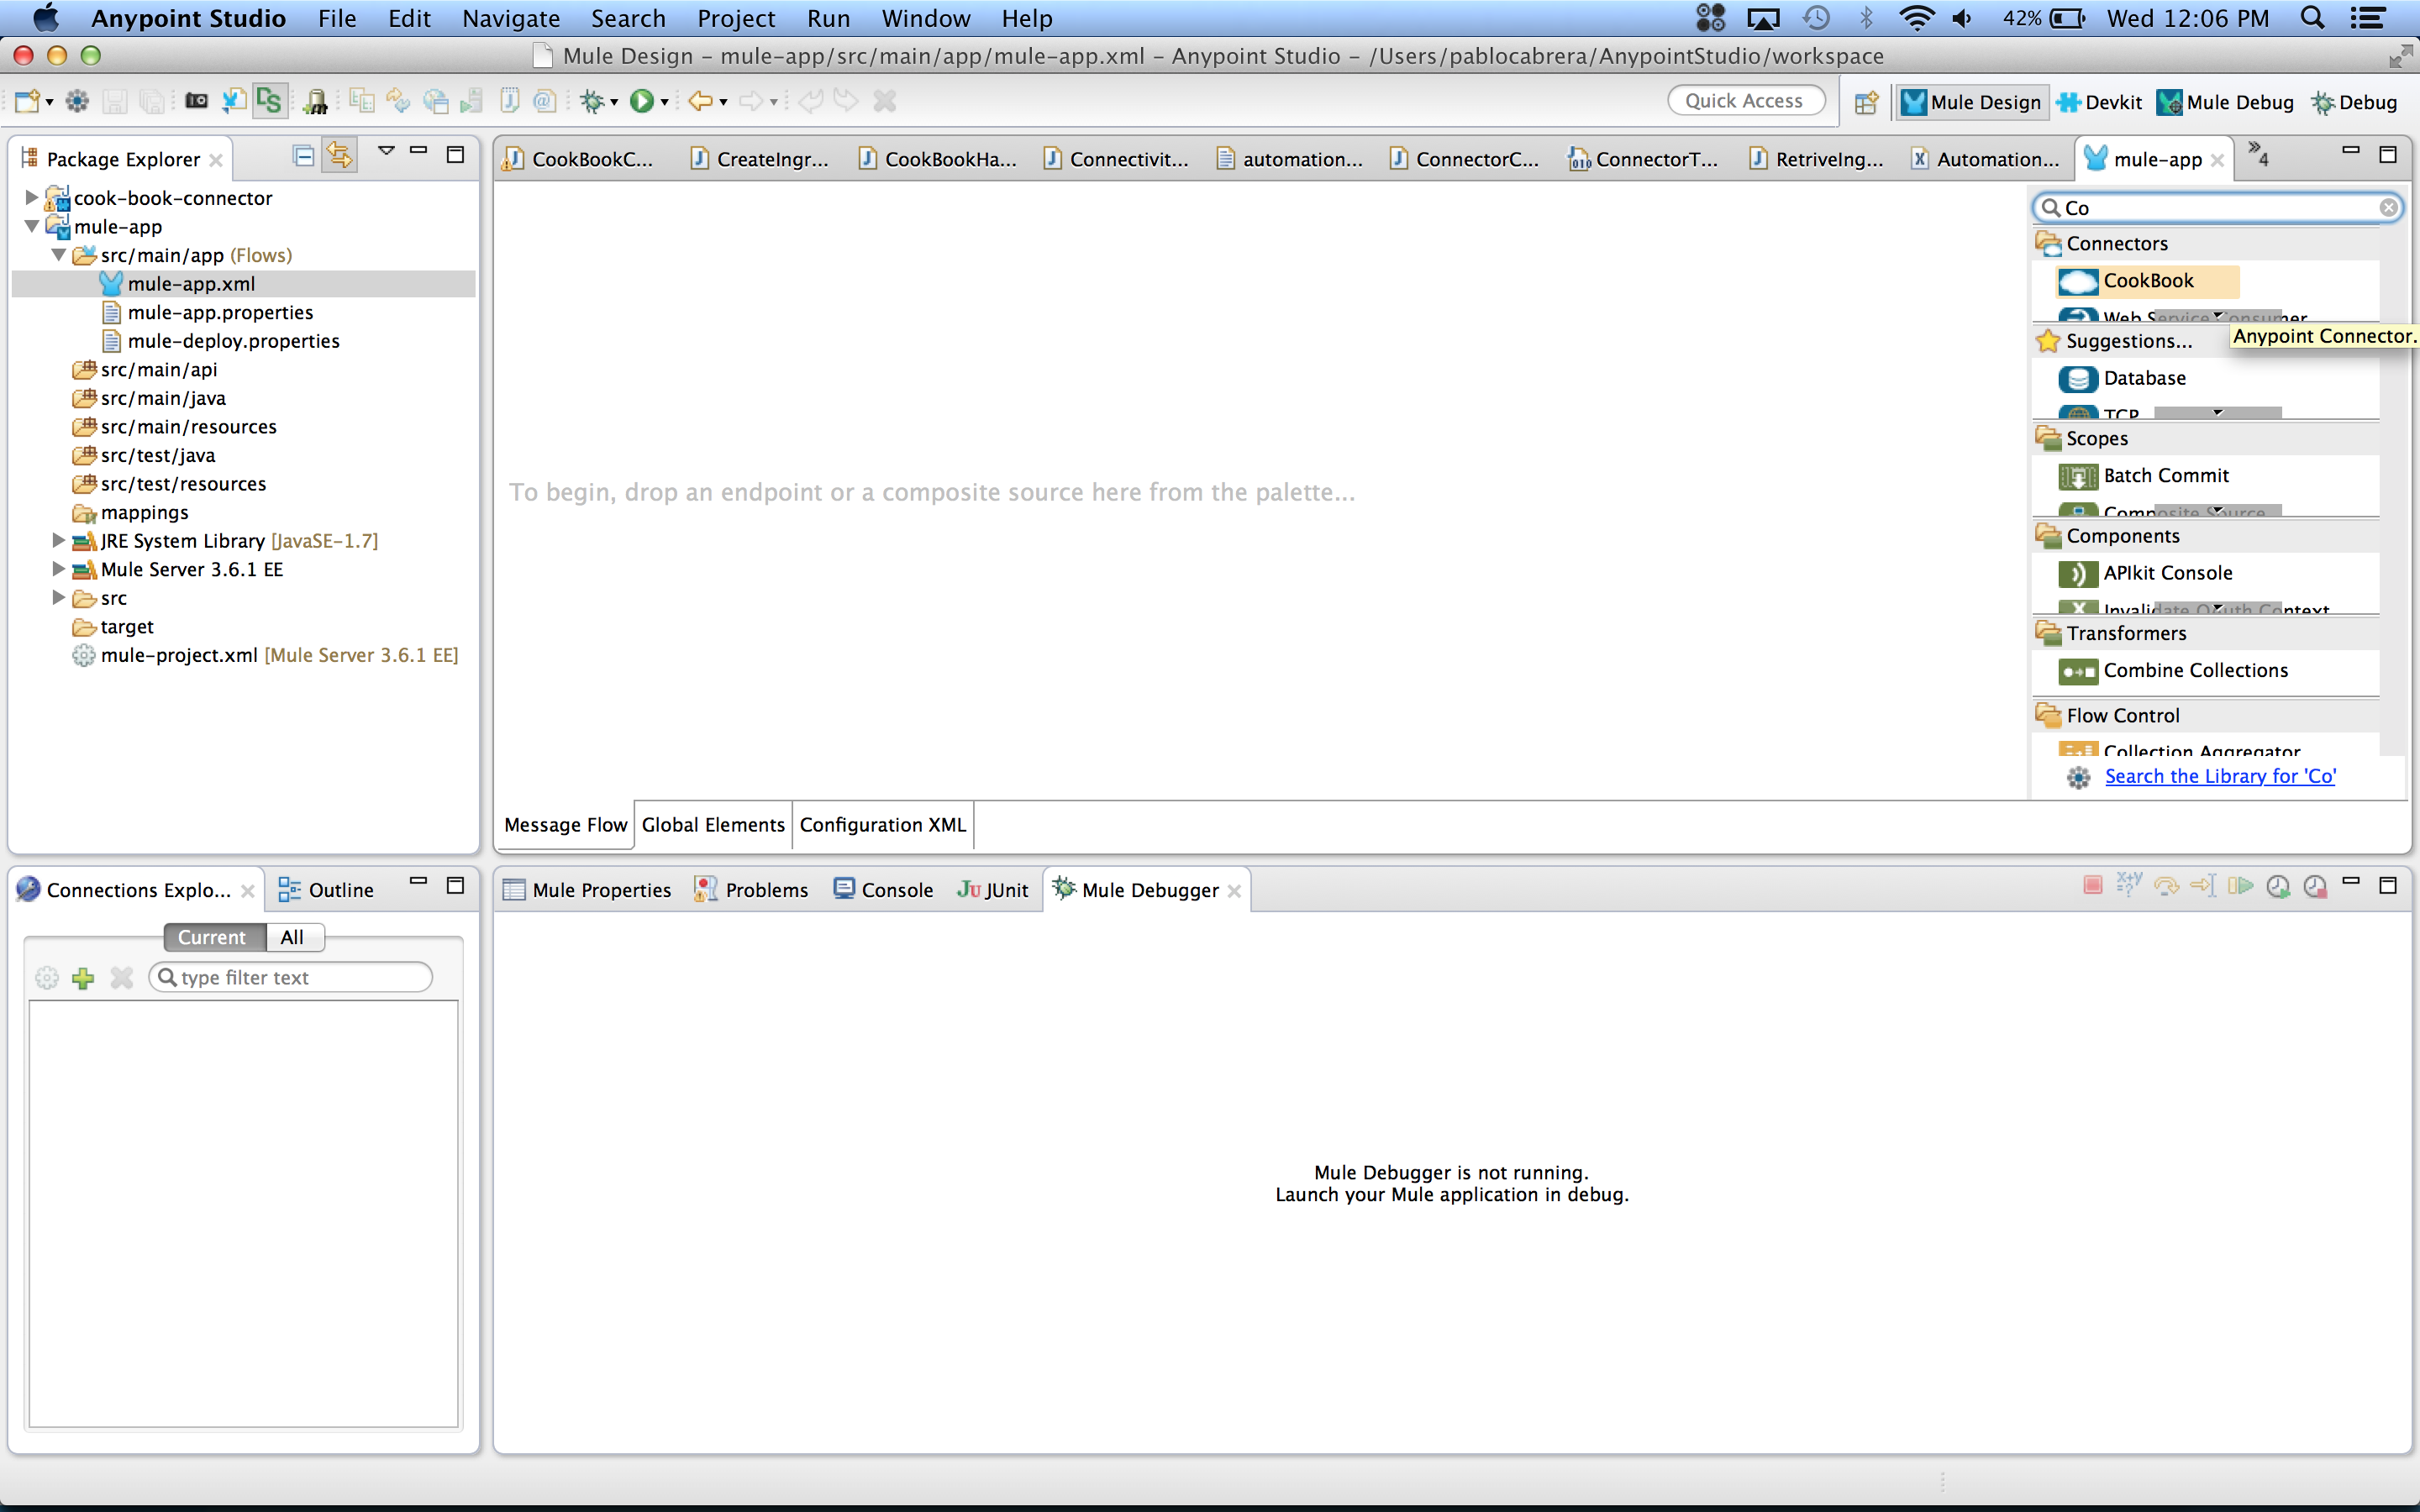 Anypoint Studio File Edit Navigate Search Project Run Window Help 42% Wed 12:06 PM
Mule Design – mule-app/src/main/app/mule-app.xml – Anypoint Studio – /Users/pablocabrera/AnypointStudio/workspace
Quick Access Mule Design Devkit Mule Debug Debug
Package Explorer
cook-book-connector
mule-app
src/main/app (Flows)
mule-app.xml
mule-app.properties
mule-deploy.properties
src/main/api
src/main/java
src/main/resources
src/test/java
src/test/resources
mappings
JRE System Library [JavaSE-1.7]
Mule Server 3.6.1 EE
src
target
mule-project.xml [Mule Server 3.6.1 EE]
CookBookC... CreateIngr... CookBookHa... Connectivit... automation... ConnectorC... ConnectorT... RetriveIng... Automation... mule-app »4
To begin, drop an endpoint or a composite source here from the palette...
Co
Connectors
CookBook
Web Service Consumer
Anypoint Connector.
Suggestions...
Database
TCP
Scopes
Batch Commit
Composite Source
Components
APIkit Console
Invalidate OAuth Context
Transformers
Combine Collections
Flow Control
Collection Aggregator
Search the Library for 'Co'
Message Flow Global Elements Configuration XML
Connections Explo... Outline
Current All
type filter text
Mule Properties Problems Console JUnit Mule Debugger
Mule Debugger is not running.
Launch your Mule application in debug.